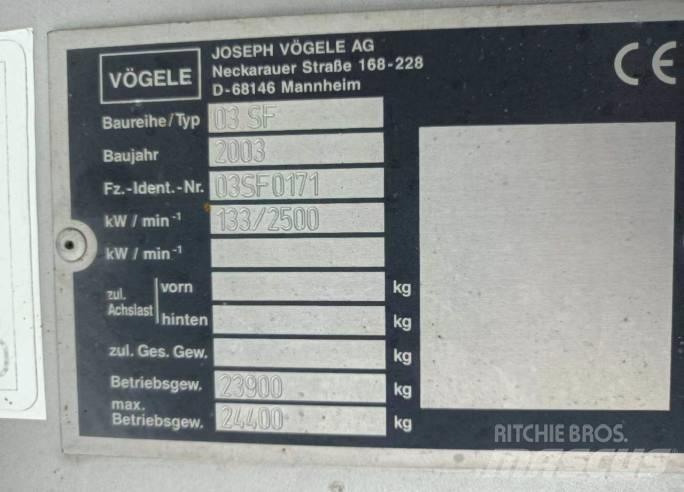 VÖGELE
JOSEPH VÖGELE AG
Neckarauer Straße 168-228
D-68146 Mannheim
CE
Baureihe/Typ 03 SF
Baujahr 2003
Fz.-Ident.-Nr. 03SF0171
kW / min⁻¹ 133/2500
kW / min⁻¹
zul. Achslast
vorn kg
hinten kg
zul. Ges. Gew. kg
Betriebsgew. 23900 kg
max.
Betriebsgew. 24400 kg
RITCHIE BROS.
MASCUS